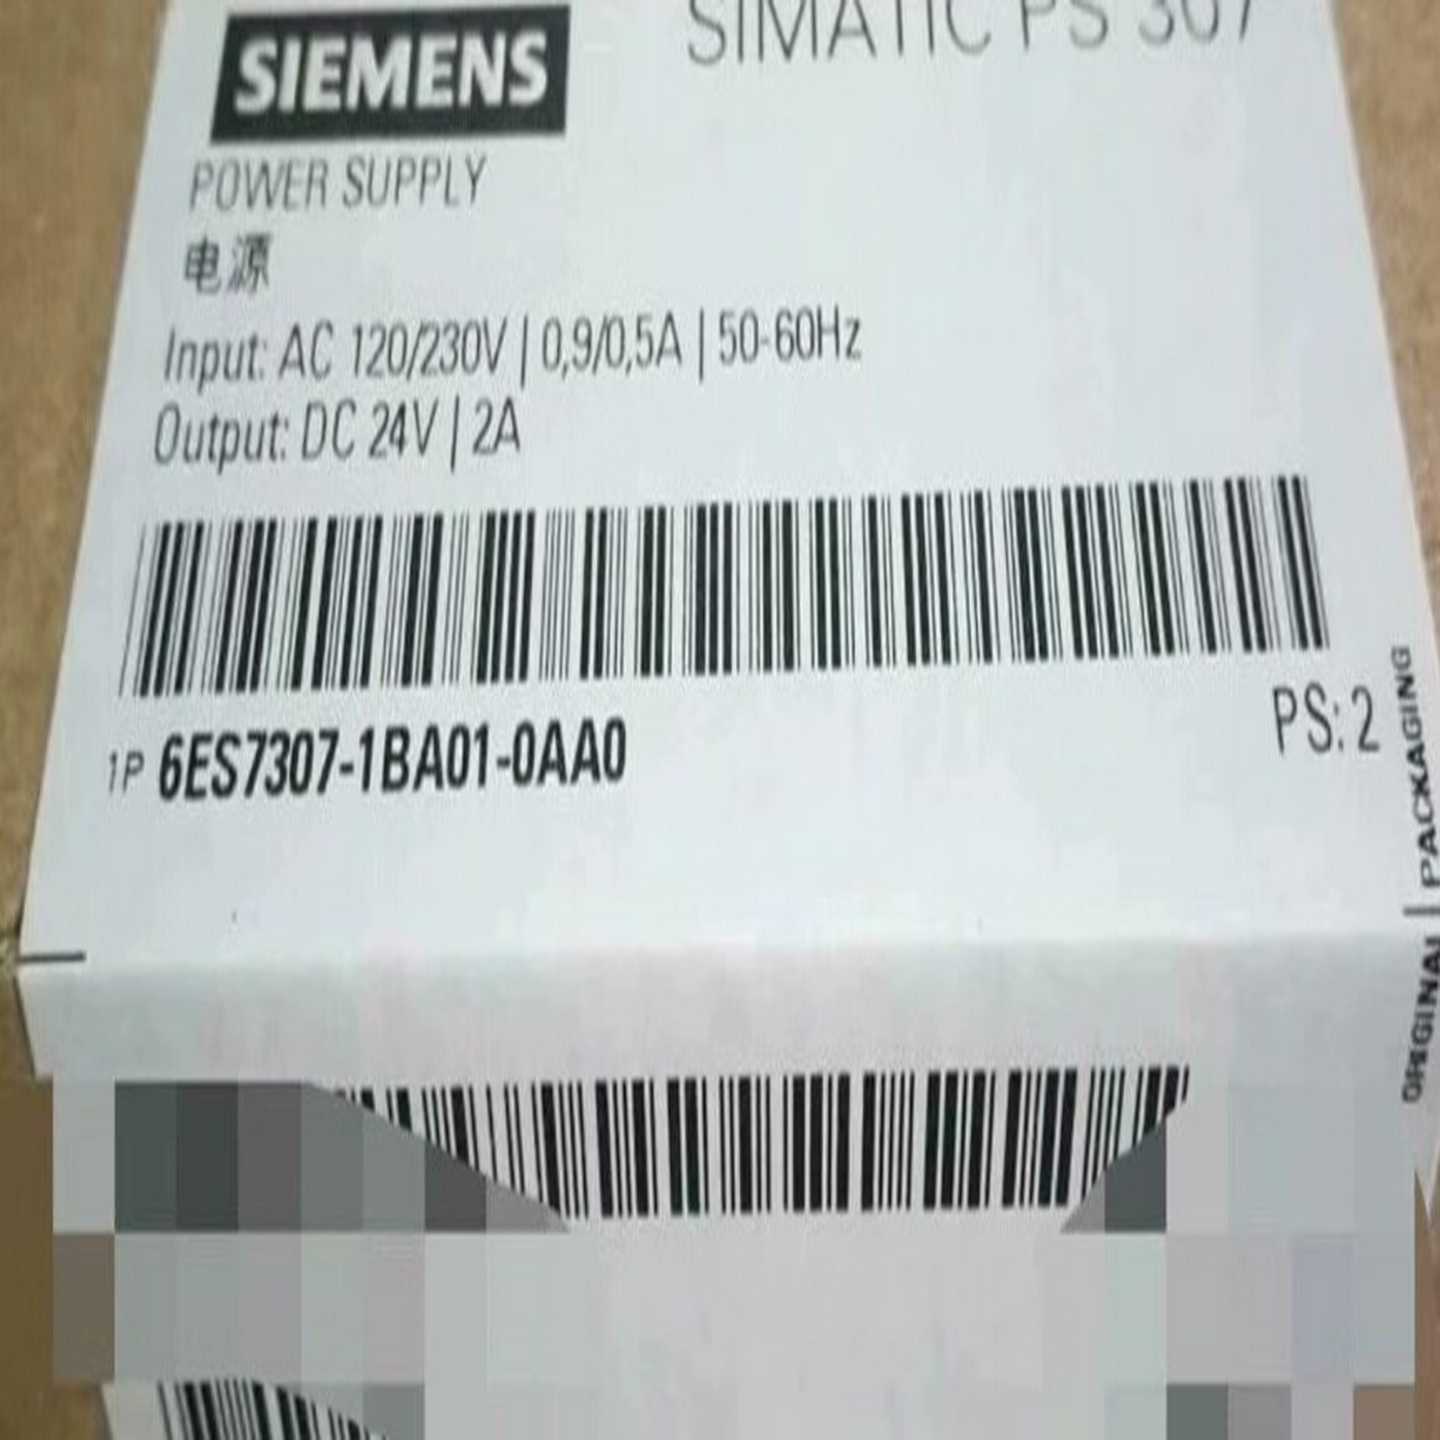 SIEMENS
SIMATIC PS 307
POWER SUPPLY
电源
Input: AC 120/230V | 0,9/0,5A | 50-60Hz
Output: DC 24V | 2A
1P 6ES7307-1BA01-0AA0
PS: 2
ORIGINAL | PACKAGING